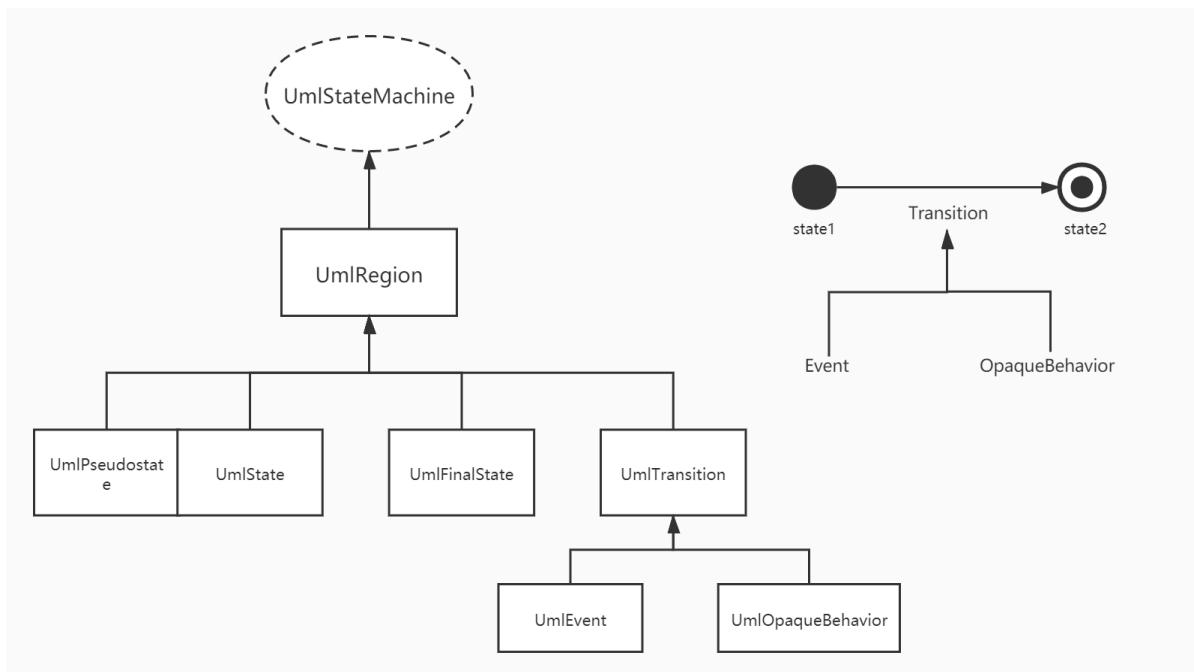 UmlStateMachine
Transition
state1
state2
UmlRegion
Event
OpaqueBehavior
UmlPseudostat
e
UmlState
UmlFinalState
UmlTransition
UmlEvent
UmlOpaqueBehavior